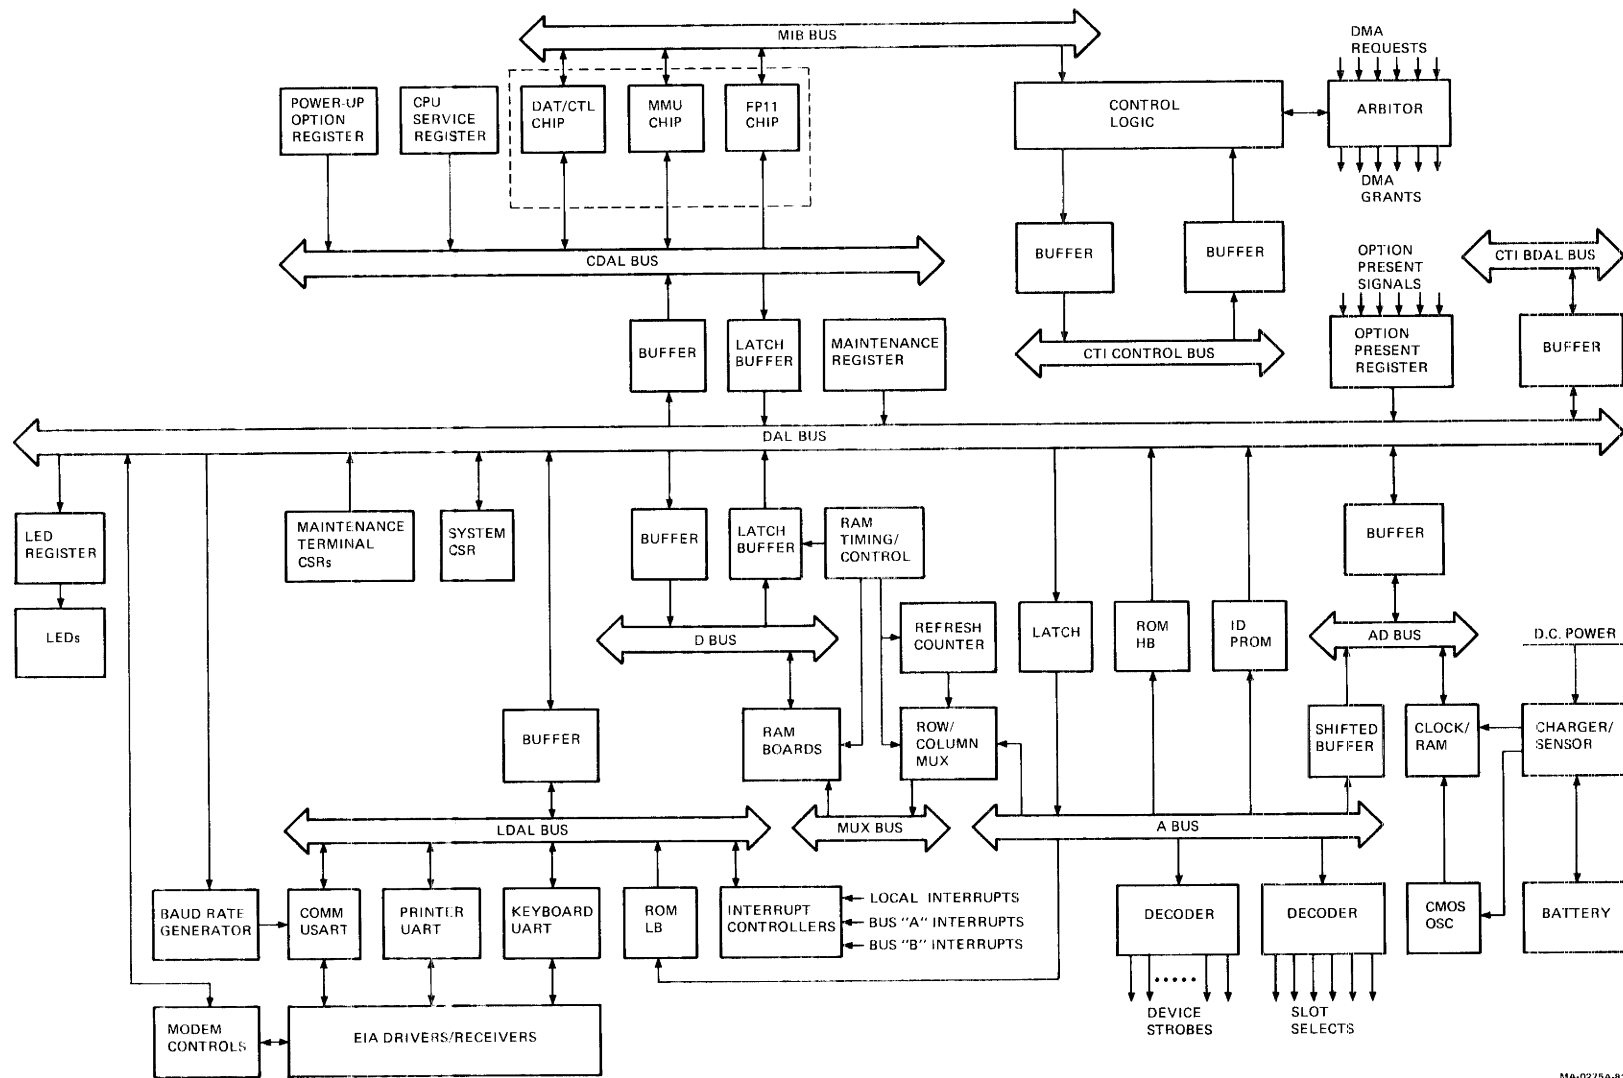 MIB BUS
DMA
REQUESTS
POWER-UP
OPTION
REGISTER
CPU
SERVICE
REGISTER
DAT/CTL
CHIP
MMU
CHIP
FP11
CHIP
CONTROL
LOGIC
ARBITOR
DMA
GRANTS
CDAL BUS
BUFFER
BUFFER
OPTION
PRESENT
SIGNALS
CTI BDAL BUS
BUFFER
LATCH
BUFFER
MAINTENANCE
REGISTER
CTI CONTROL BUS
OPTION
PRESENT
REGISTER
BUFFER
DAL BUS
LED
REGISTER
MAINTENANCE
TERMINAL
CSRs
SYSTEM
CSR
BUFFER
LATCH
BUFFER
RAM
TIMING/
CONTROL
BUFFER
LEDs
D BUS
REFRESH
COUNTER
LATCH
ROM
HB
ID
PROM
AD BUS
D.C. POWER
BUFFER
RAM
BOARDS
ROW/
COLUMN
MUX
SHIFTED
BUFFER
CLOCK/
RAM
CHARGER/
SENSOR
LDAL BUS
MUX BUS
A BUS
BAUD RATE
GENERATOR
COMM
USART
PRINTER
UART
KEYBOARD
UART
ROM
LB
INTERRUPT
CONTROLLERS
LOCAL INTERRUPTS
BUS "A" INTERRUPTS
BUS "B" INTERRUPTS
DECODER
DECODER
CMOS
OSC
BATTERY
MODEM
CONTROLS
EIA DRIVERS/RECEIVERS
DEVICE
STROBES
SLOT
SELECTS